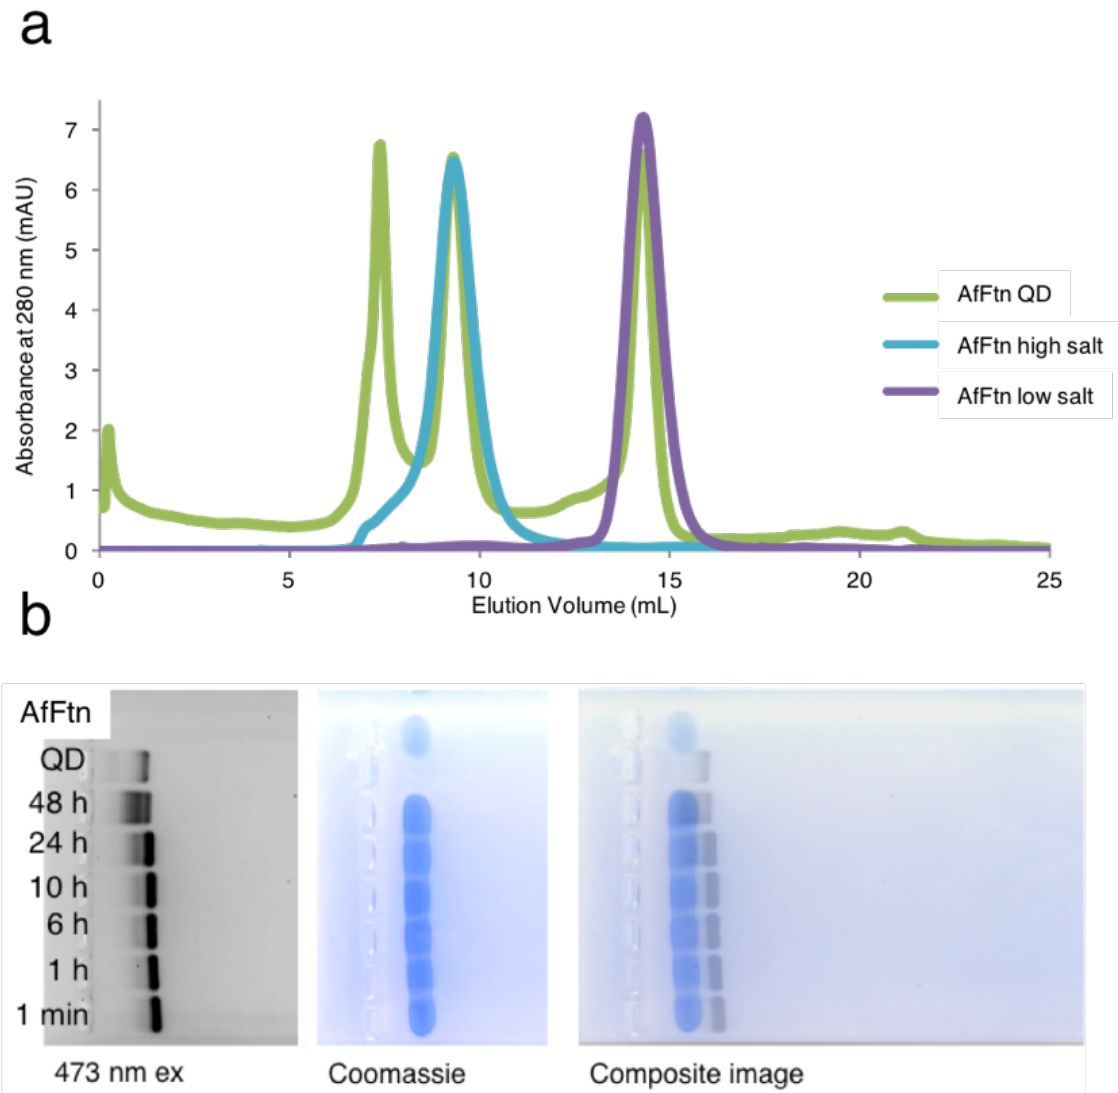 a
Absorbance at 280 nm (mAU)
7
6
5
4
3
2
1
0
0 5 10 15 20 25
Elution Volume (mL)
AfFtn QD
AfFtn high salt
AfFtn low salt
b
AfFtn
QD
48 h
24 h
10 h
6 h
1 h
1 min
473 nm ex Coomassie Composite image